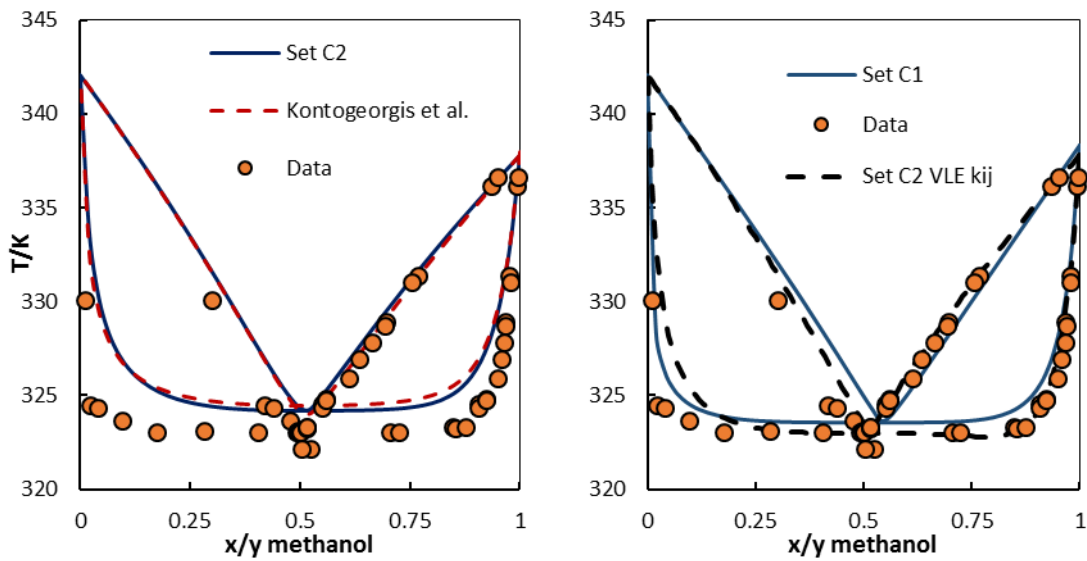 345
340
335
330
325
320
T/K
Set C2
Kontogeorgis et al.
Data
0
0.25
0.5
0.75
1
x/y methanol
345
340
335
330
325
320
Set C1
Data
Set C2 VLE kij
0
0.25
0.5
0.75
1
x/y methanol